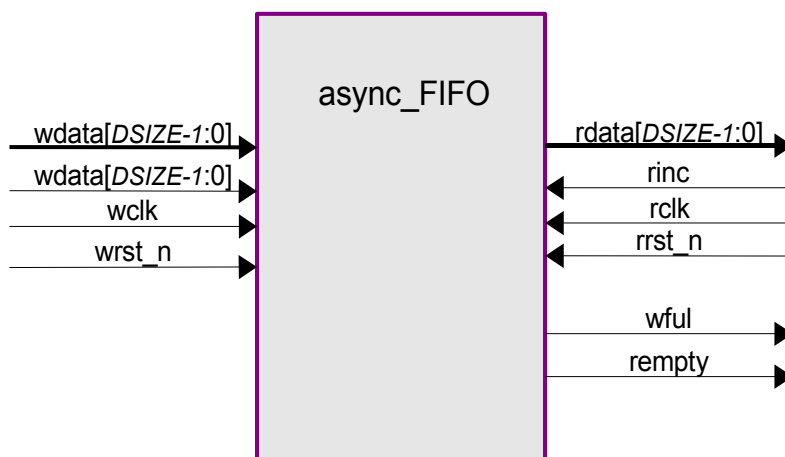 async_FIFO
wdata[DSIZE-1:0]
wdata[DSIZE-1:0]
wclk
wrst_n
rdata[DSIZE-1:0]
rinc
rclk
rrst_n
wful
rempty